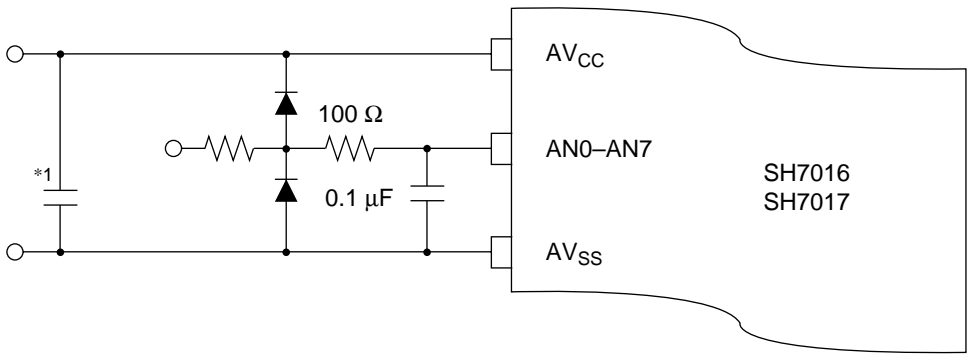 AVCC
100 Ω
AN0–AN7
*1
0.1 μF
SH7016
SH7017
AVSS